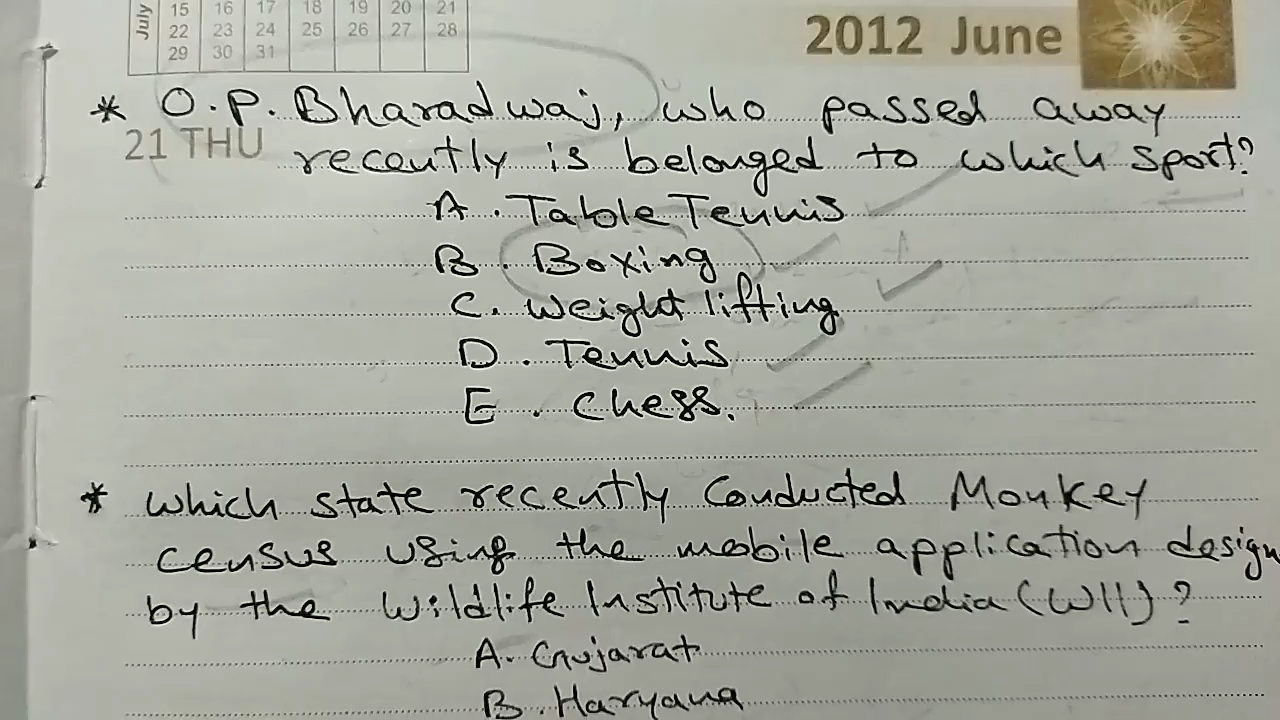 July
15 16 17 18 19 20 21
22 23 24 25 26 27 28
29 30 31
2012 June
* O.P. Bharadwaj, who passed away
21 THU recently is belonged to which sport?
A. Table Tennis
B. Boxing
C. Weight lifting
D. Tennis
E. Chess.
* Which state recently Conducted Monkey
census using the mobile application design
by the Wildlife Institute of India (WII)?
A. Gujarat
B. Haryana